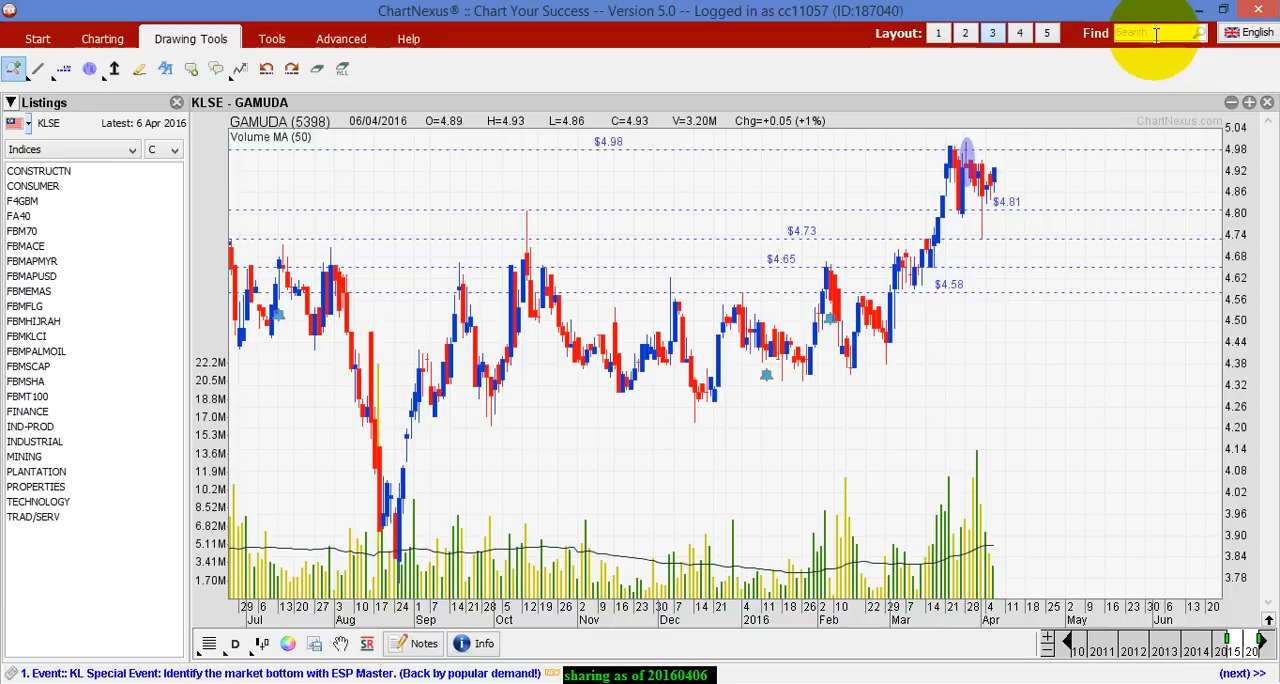 ChartNexus® :: Chart Your Success -- Version 5.0 -- Logged in as cc11057 (ID:187040)
Start Charting Drawing Tools Tools Advanced Help Layout: 1 2 3 4 5 Find Search English
Listings
KLSE - GAMUDA
KLSE Latest: 6 Apr 2016
GAMUDA (5398) 06/04/2016 O=4.89 H=4.93 L=4.86 C=4.93 V=3.20M Chg=+0.05 (+1%)
ChartNexus.com
Volume MA (50)
Indices C
CONSTRUCTN
CONSUMER
F4GBM
FA40
FBM70
FBMACE
FBMAPMYR
FBMAPUSD
FBMEMAS
FBMFLG
FBMHIJRAH
FBMKLCI
FBMPALMOIL
FBMSCAP
FBMSHA
FBMT100
FINANCE
IND-PROD
INDUSTRIAL
MINING
PLANTATION
PROPERTIES
TECHNOLOGY
TRAD/SERV
$4.98
$4.81
$4.73
$4.65
$4.58
5.04
4.98
4.92
4.86
4.80
4.74
4.68
4.62
4.56
4.50
4.44
4.38
4.32
4.26
4.20
4.14
4.08
4.02
3.96
3.90
3.84
3.78
22.2M
20.5M
18.8M
17.0M
15.3M
13.6M
11.9M
10.2M
8.52M
6.82M
5.11M
3.41M
1.70M
29 6 13 20 27 3 10 17 24 1 7 14 21 28 5 12 19 26 2 9 16 23 30 7 14 21 4 11 18 26 2 10 22 29 7 14 21 28 4 11 18 25 2 9 16 23 30 6 13 20
Jul Aug Sep Oct Nov Dec 2016 Feb Mar Apr May Jun
D SR Notes Info
10 2011 2012 2013 2014 2015 20
1. Event:: KL Special Event: Identify the market bottom with ESP Master. (Back by popular demand!) NEW
sharing as of 20160406
(next) >>